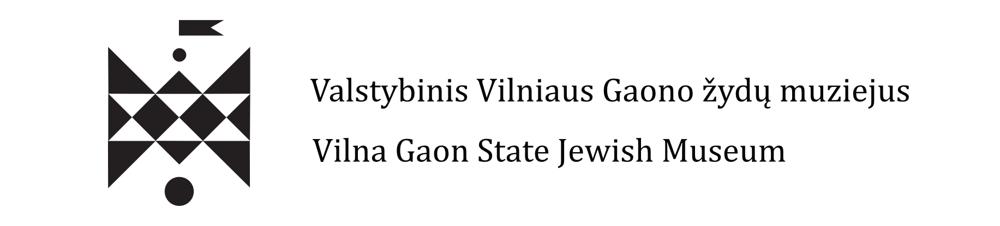 Valstybinis Vilniaus Gaono žydų muziejus
Vilna Gaon State Jewish Museum